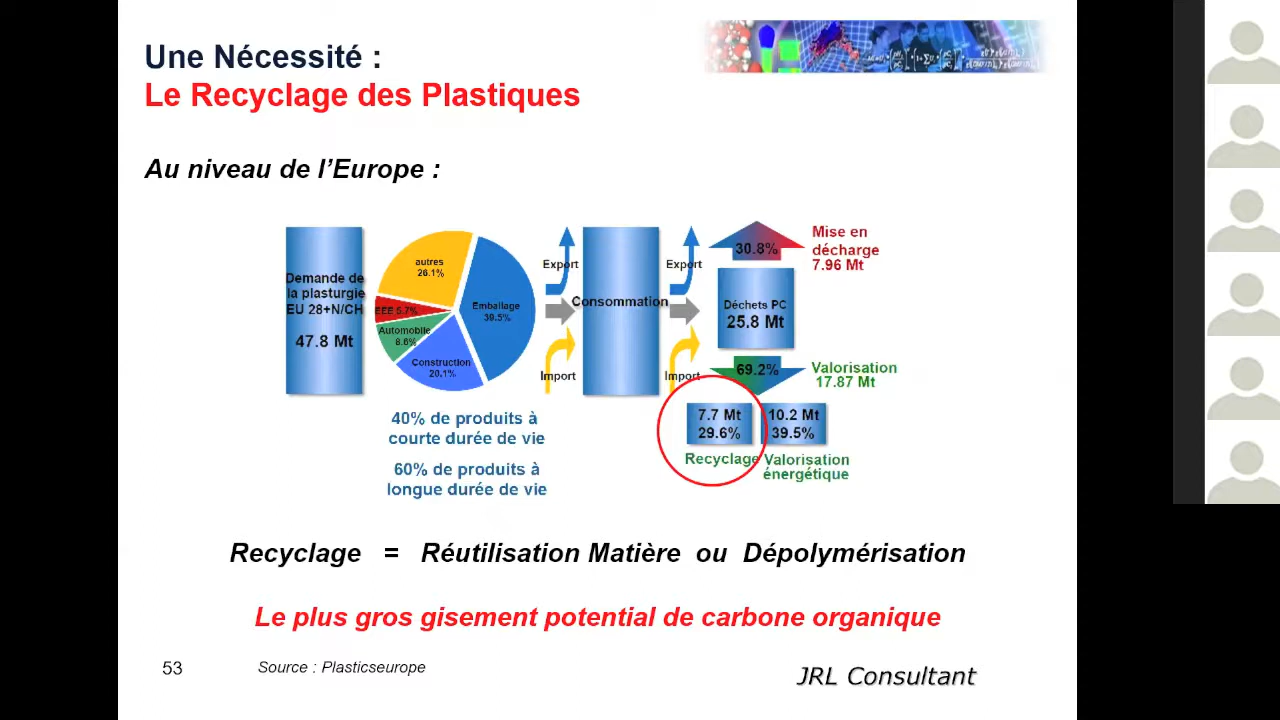 Une Nécessité :
Le Recyclage des Plastiques
Au niveau de l'Europe :
Demande de
la plasturgie
EU 28+N/CH
47.8 Mt
autres
26.1%
EEE 5.7%
Automobile
8.6%
Construction
20.1%
Emballage
39.5%
Export
Import
Consommation
Export
Import
30.8%
Mise en
décharge
7.96 Mt
Déchets PC
25.8 Mt
69.2%
Valorisation
17.87 Mt
7.7 Mt
29.6%
Recyclage
10.2 Mt
39.5%
Valorisation
énergétique
40% de produits à
courte durée de vie
60% de produits à
longue durée de vie
Recyclage = Réutilisation Matière ou Dépolymérisation
Le plus gros gisement potential de carbone organique
53
Source : Plasticseurope
JRL Consultant